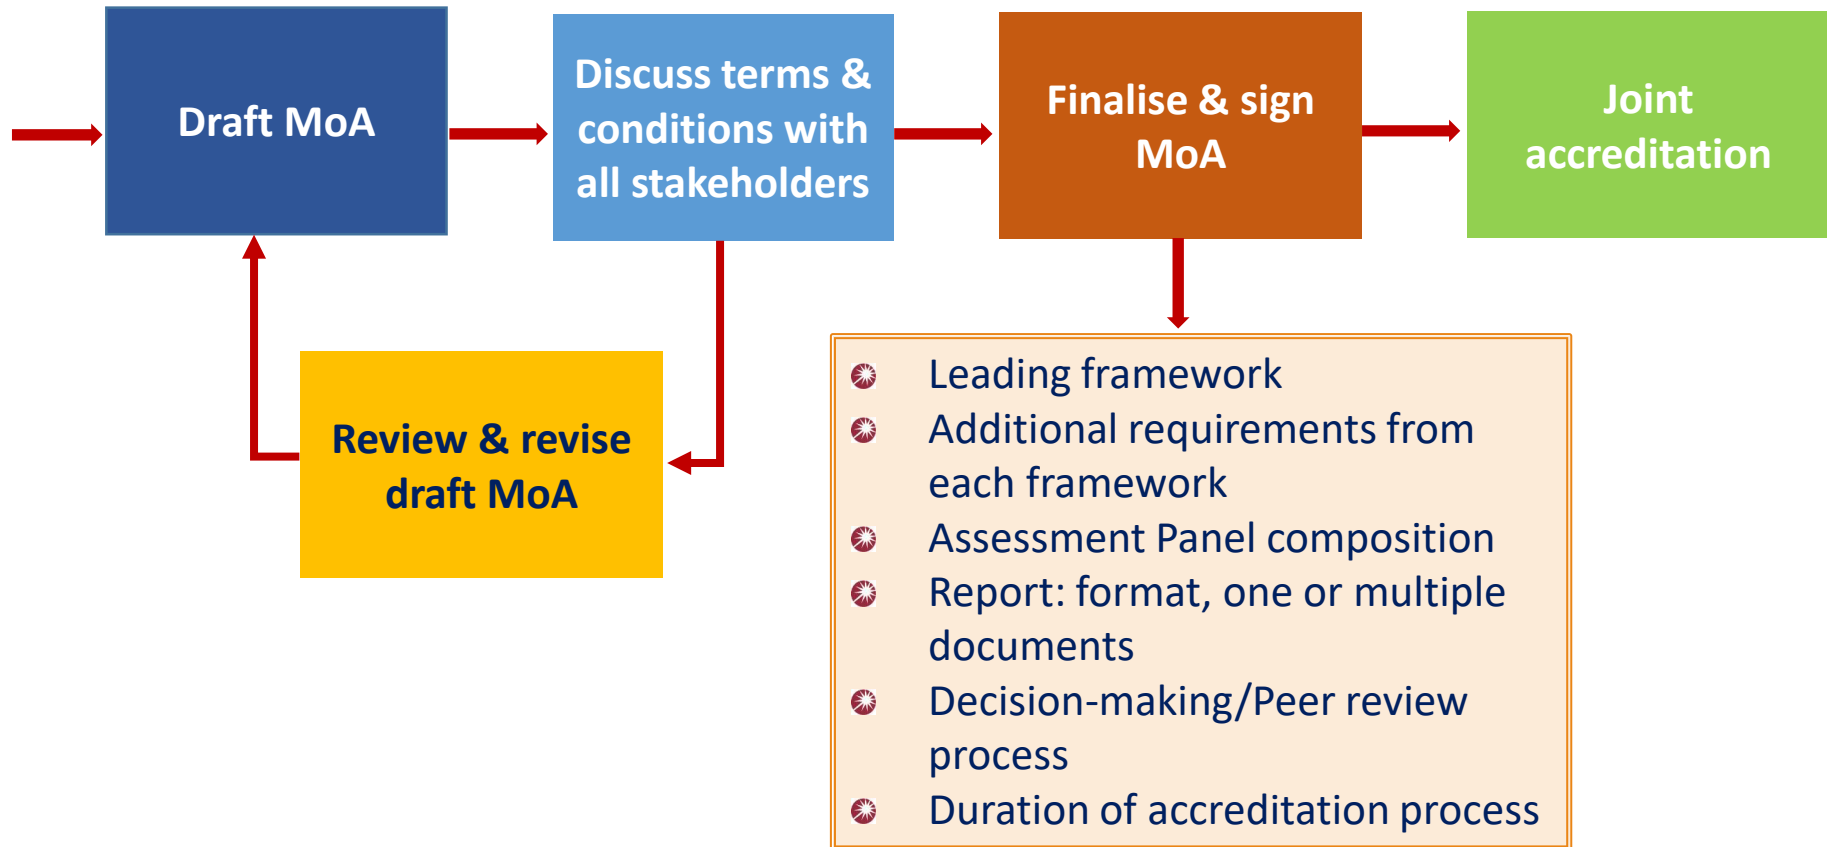 Draft MoA
Discuss terms &
conditions with
all stakeholders
Finalise & sign
MoA
Joint
accreditation
Review & revise
draft MoA
Leading framework
Additional requirements from
each framework
Assessment Panel composition
Report: format, one or multiple
documents
Decision-making/Peer review
process
Duration of accreditation process